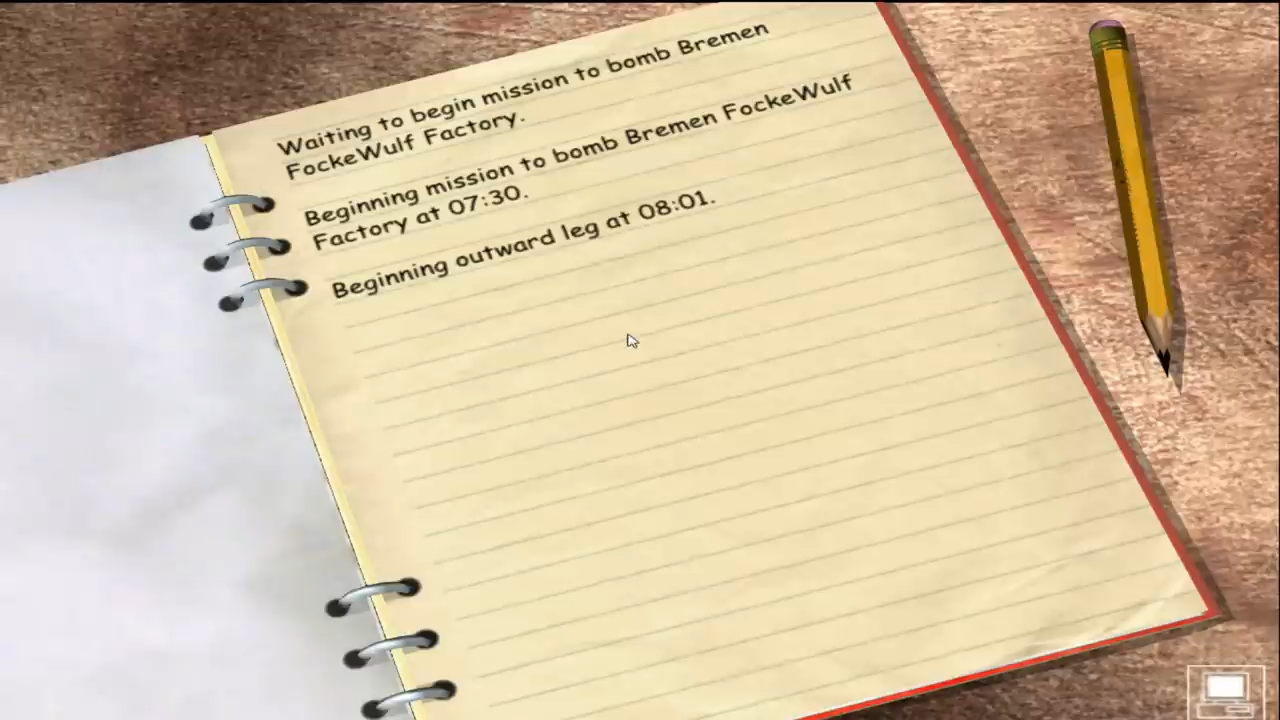 Waiting to begin mission to bomb Bremen
FockeWulf Factory.
Beginning mission to bomb Bremen FockeWulf
Factory at 07:30.
Beginning outward leg at 08:01.